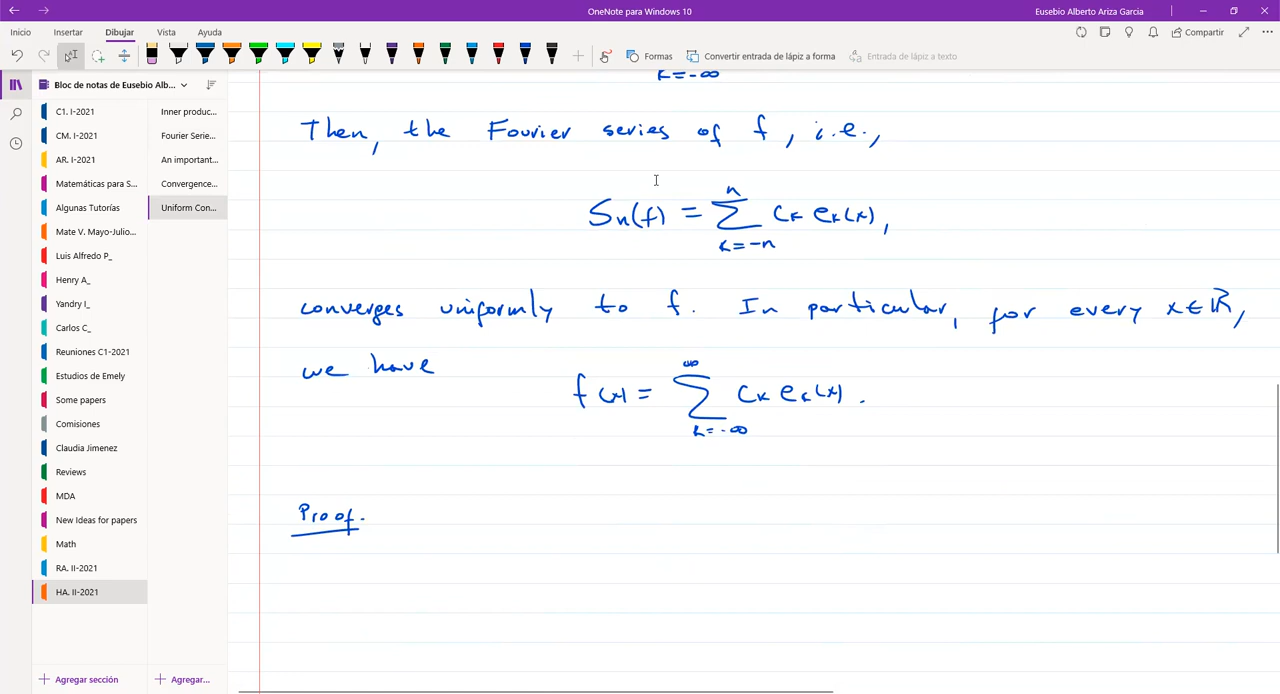 OneNote para Windows 10
Eusebio Alberto Ariza Garcia
Inicio Insertar Dibujar Vista Ayuda
Compartir
Formas
Convertir entrada de lápiz a forma
Entrada de lápiz a texto
Bloc de notas de Eusebio Alb...
C1. I-2021
CM. I-2021
AR. I-2021
Matemáticas para S...
Algunas Tutorías
Mate V. Mayo-Julio...
Luis Alfredo P_
Henry A_
Yandry I_
Carlos C_
Reuniones C1-2021
Estudios de Emely
Some papers
Comisiones
Claudia Jimenez
Reviews
MDA
New Ideas for papers
Math
RA. II-2021
HA. II-2021
Agregar sección
Inner produc...
Fourier Serie...
An important...
Convergence...
Uniform Con...
Agregar...
k=-∞
Then, the Fourier series of f, i.e.,
Sn(f) = ∑_{k=-n}^{n} ck ek(x),
converges uniformly to f. In particular, for every x∈ℝ,
we have
f(x) = ∑_{k=-∞}^{∞} ck ek(x).
Proof.